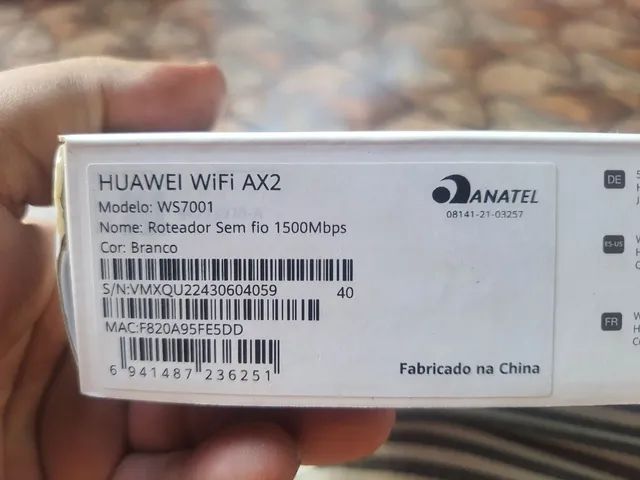 HUAWEI WiFi AX2
Modelo: WS7001
Nome: Roteador Sem fio 1500Mbps
Cor: Branco
ANATEL
08141-21-03257
S/N:VMXQU22430604059 40
MAC:F820A95FE5DD
6 941487 236251
Fabricado na China
DE
ES-US
FR